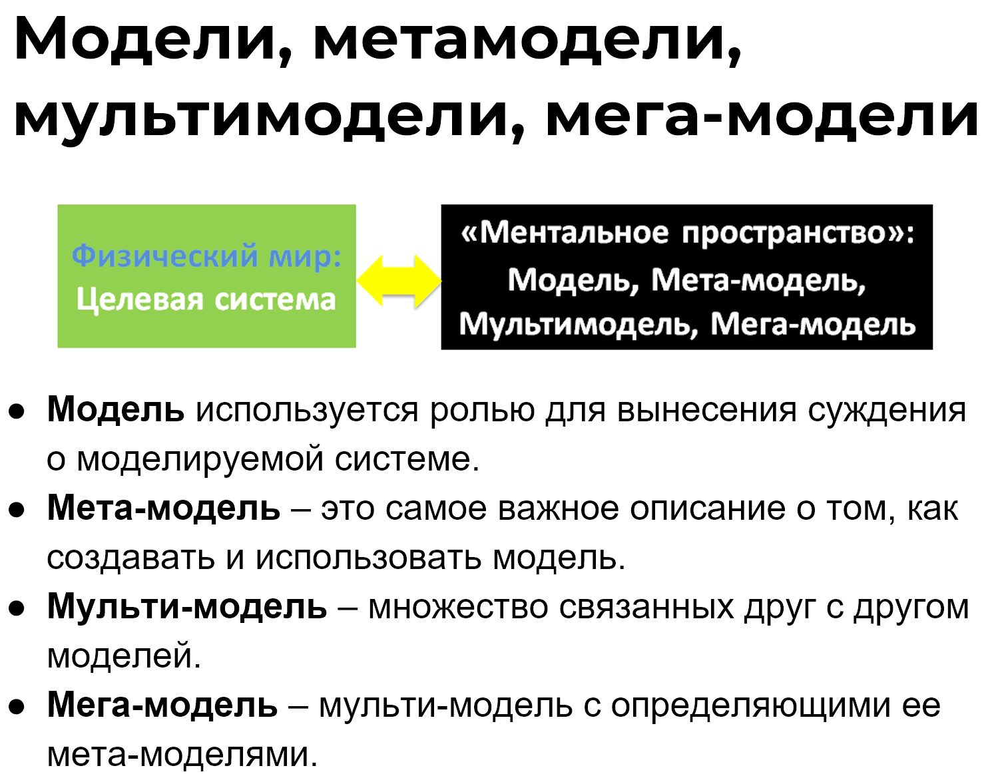 Модели, метамодели,
мультимодели, мега-модели
Физический мир:
Целевая система
«Ментальное пространство»:
Модель, Мета-модель,
Мультимодель, Мега-модель
● Модель используется ролью для вынесения суждения
о моделируемой системе.
● Мета-модель – это самое важное описание о том, как
создавать и использовать модель.
● Мульти-модель – множество связанных друг с другом
моделей.
● Мега-модель – мульти-модель с определяющими ее
мета-моделями.